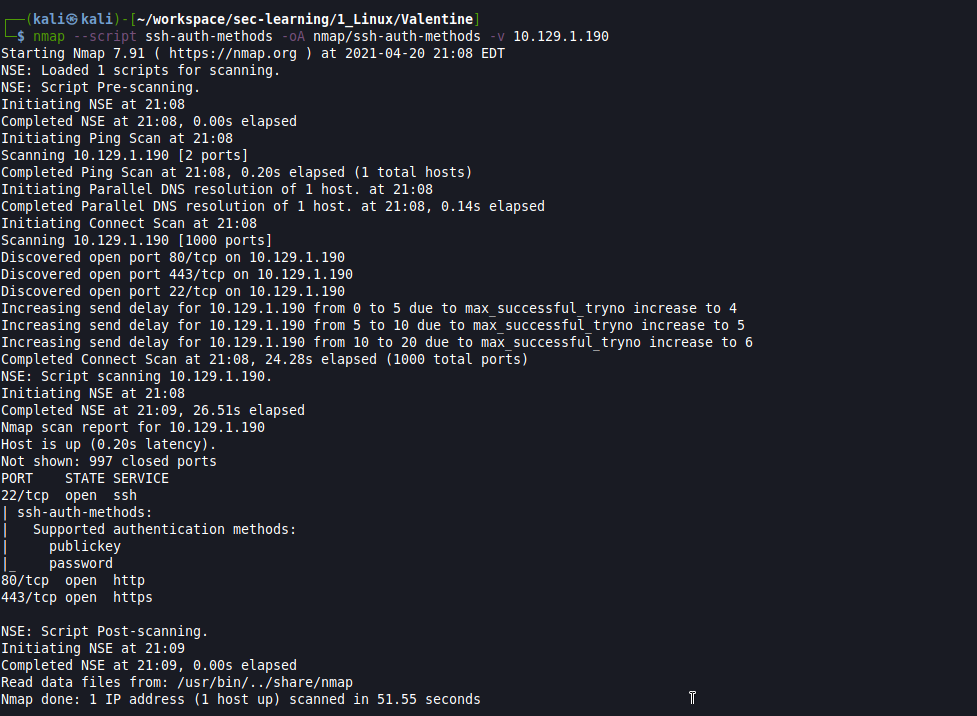 ┌──(kali㉿kali)-[~/workspace/sec-learning/1_Linux/Valentine]
└─$ nmap --script ssh-auth-methods -oA nmap/ssh-auth-methods -v 10.129.1.190
Starting Nmap 7.91 ( https://nmap.org ) at 2021-04-20 21:08 EDT
NSE: Loaded 1 scripts for scanning.
NSE: Script Pre-scanning.
Initiating NSE at 21:08
Completed NSE at 21:08, 0.00s elapsed
Initiating Ping Scan at 21:08
Scanning 10.129.1.190 [2 ports]
Completed Ping Scan at 21:08, 0.20s elapsed (1 total hosts)
Initiating Parallel DNS resolution of 1 host. at 21:08
Completed Parallel DNS resolution of 1 host. at 21:08, 0.14s elapsed
Initiating Connect Scan at 21:08
Scanning 10.129.1.190 [1000 ports]
Discovered open port 80/tcp on 10.129.1.190
Discovered open port 443/tcp on 10.129.1.190
Discovered open port 22/tcp on 10.129.1.190
Increasing send delay for 10.129.1.190 from 0 to 5 due to max_successful_tryno increase to 4
Increasing send delay for 10.129.1.190 from 5 to 10 due to max_successful_tryno increase to 5
Increasing send delay for 10.129.1.190 from 10 to 20 due to max_successful_tryno increase to 6
Completed Connect Scan at 21:08, 24.28s elapsed (1000 total ports)
NSE: Script scanning 10.129.1.190.
Initiating NSE at 21:08
Completed NSE at 21:09, 26.51s elapsed
Nmap scan report for 10.129.1.190
Host is up (0.20s latency).
Not shown: 997 closed ports
PORT    STATE SERVICE
22/tcp  open  ssh
| ssh-auth-methods:
|   Supported authentication methods:
|     publickey
|_    password
80/tcp  open  http
443/tcp open  https
NSE: Script Post-scanning.
Initiating NSE at 21:09
Completed NSE at 21:09, 0.00s elapsed
Read data files from: /usr/bin/../share/nmap
Nmap done: 1 IP address (1 host up) scanned in 51.55 seconds